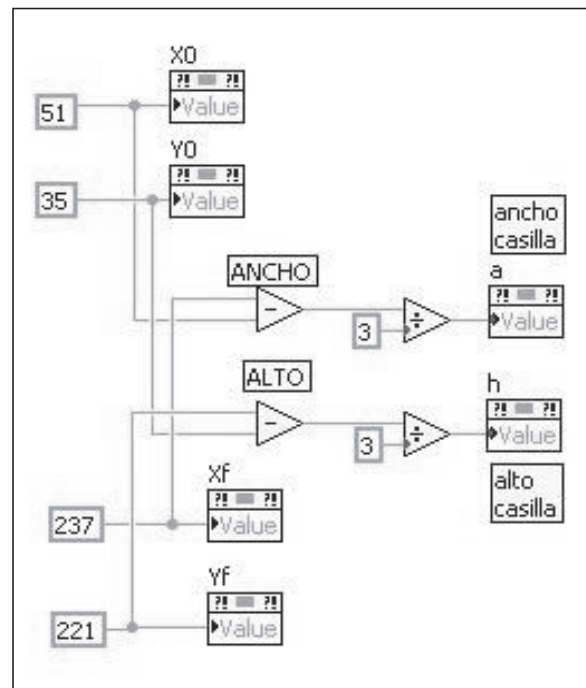 X0
?! ?!
51
Value
Y0
?! ?!
35
Value
ancho
casilla
ANCHO
a
?! ?!
-
3
÷
Value
ALTO
h
?! ?!
-
3
÷
Value
Xf
?! ?!
237
Value
alto
casilla
Yf
?! ?!
221
Value